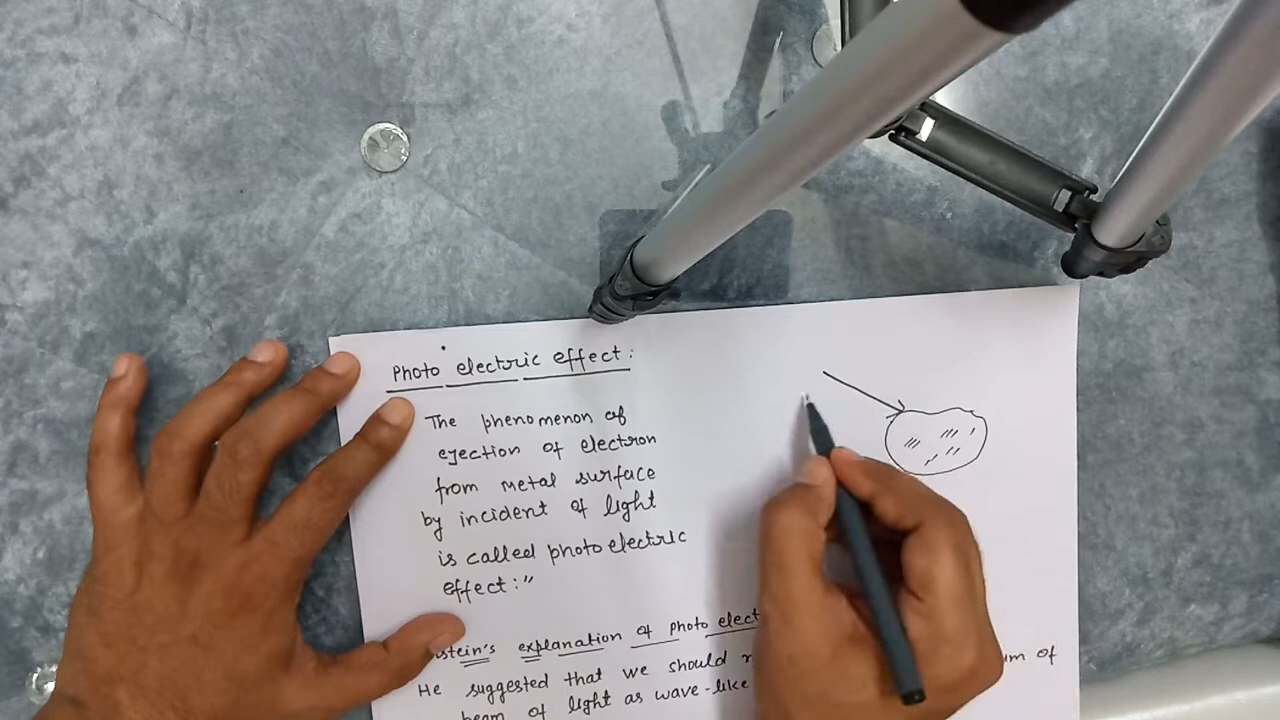 Photo electric effect:
The phenomenon of
ejection of electron
from metal surface
by incident of light
is called photo electric
effect:"
explanation of photo
He suggested that we should
beam of light as wave-like
of